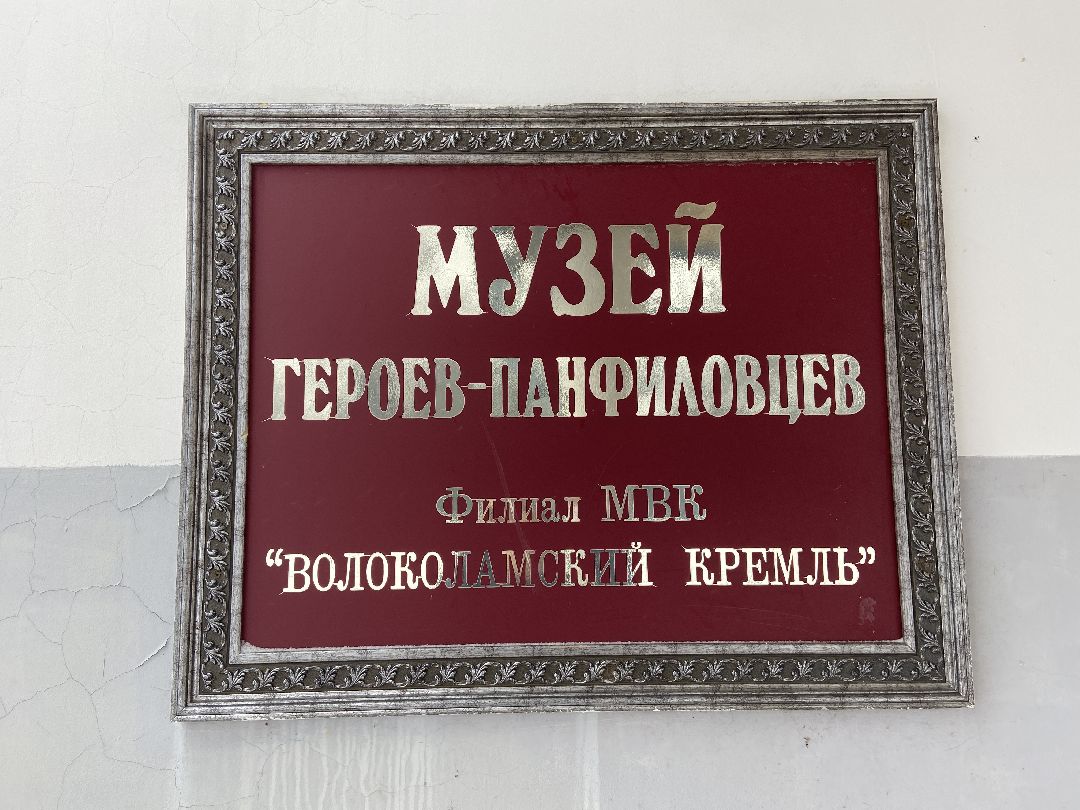 МУЗЕЙ
ГЕРОЕВ-ПАНФИЛОВЦЕВ
Филиал МВК
“ВОЛОКОЛАМСКИЙ КРЕМЛЬ”